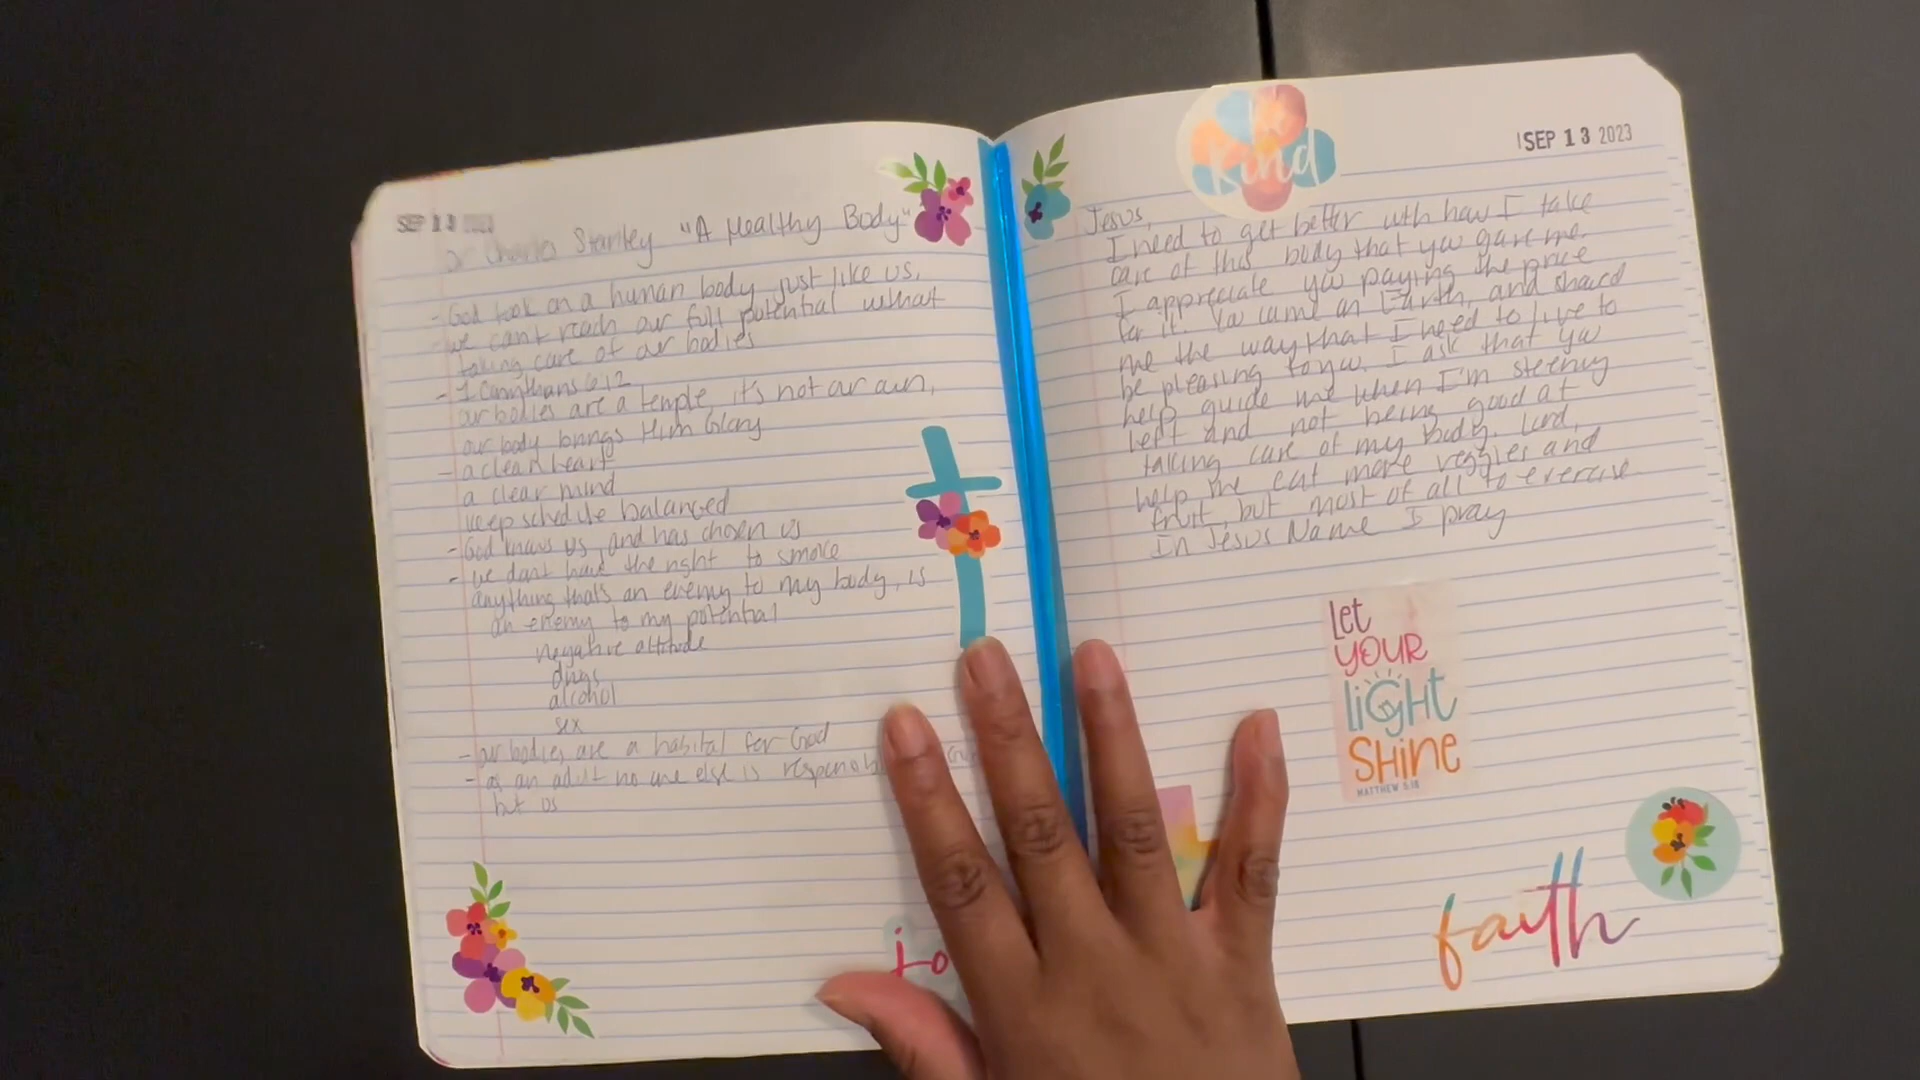 SEP 13 2023
Dr Charles Stanley "A Healthy Body"
- God took on a human body just like us.
- we can't reach our full potential without
taking care of our bodies
- 1 Corinthians 6:12
our bodies are a temple, it's not our own,
our body brings Him Glory
- a clean heart
a clear mind
keep schedule balanced
- God knows us, and has chosen us
- we dont have the right to smoke
anything thats an enemy to my body, is
an enemy to my potential
negative attitude
drugs
alcohol
sex
- our bodies are a habital for God
- as an adult no one else is
but us
jo
Kind
SEP 13 2023
Jesus,
I need to get better with how I take
care of this body that you gave me.
I appreciate you paying the price
for it. You came on Earth, and shared
me the way that I need to live to
be pleasing to you. I ask that you
help guide me when I'm steering
left and not being good at
taking care of my body. Lord,
help me eat more veggies and
fruit, but most of all to exercise
In Jesus Name I pray
Let
YOUR
LiGHt
SHiNe
MATTHEW 5:16
faith